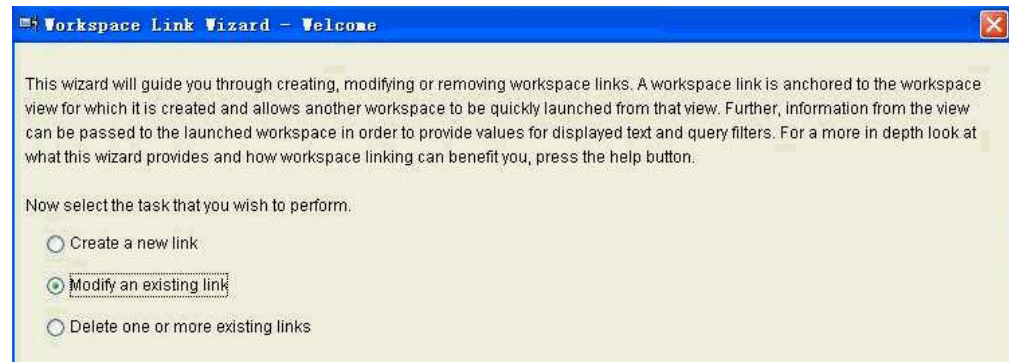 Workspace Link Wizard - Welcome
This wizard will guide you through creating, modifying or removing workspace links. A workspace link is anchored to the workspace
view for which it is created and allows another workspace to be quickly launched from that view. Further, information from the view
can be passed to the launched workspace in order to provide values for displayed text and query filters. For a more in depth look at
what this wizard provides and how workspace linking can benefit you, press the help button.
Now select the task that you wish to perform.
Create a new link
Modify an existing link
Delete one or more existing links